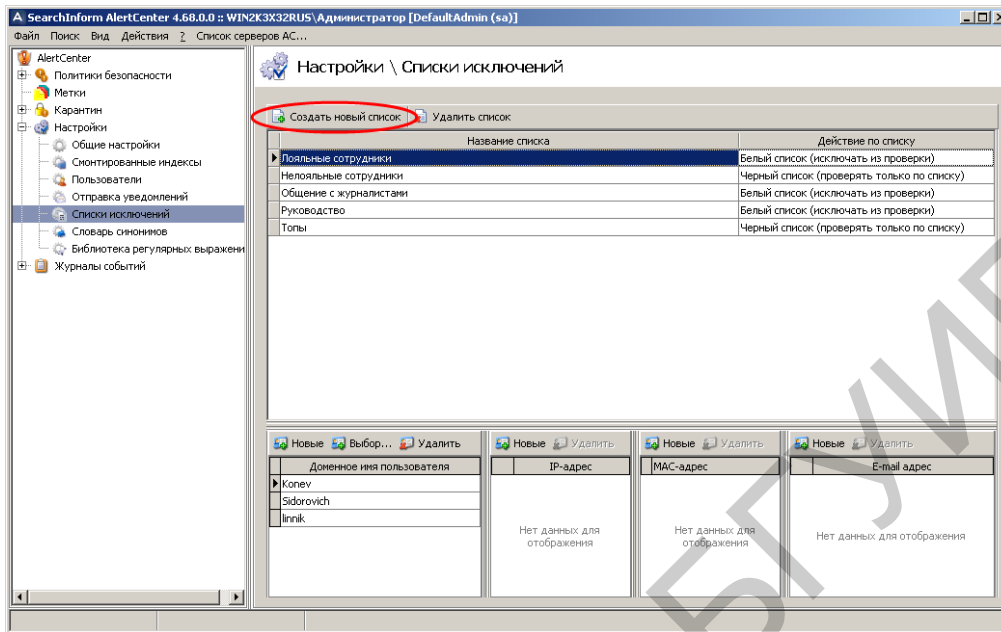 SearchInform AlertCenter 4.68.0.0 :: WIN2K3X32RUS\Администратор [DefaultAdmin (sa)]
Файл Поиск Вид Действия ? Список серверов AC...
AlertCenter
Политики безопасности
Метки
Карантин
Настройки
Общие настройки
Смонтированные индексы
Пользователи
Отправка уведомлений
Списки исключений
Словарь синонимов
Библиотека регулярных выражени
Журналы событий
Настройки \ Списки исключений
Создать новый список Удалить список
Название списка Действие по списку
Лояльные сотрудники Белый список (исключать из проверки)
Нелояльные сотрудники Черный список (проверять только по списку)
Общение с журналистами Белый список (исключать из проверки)
Руководство Белый список (исключать из проверки)
Топы Черный список (проверять только по списку)
Новые Выбор... Удалить Новые Удалить Новые Удалить Новые Удалить
Доменное имя пользователя IP-адрес MAC-адрес E-mail адрес
Konev
Sidorovich
linnik
Нет данных для отображения
Нет данных для отображения
Нет данных для отображения
БГУИР